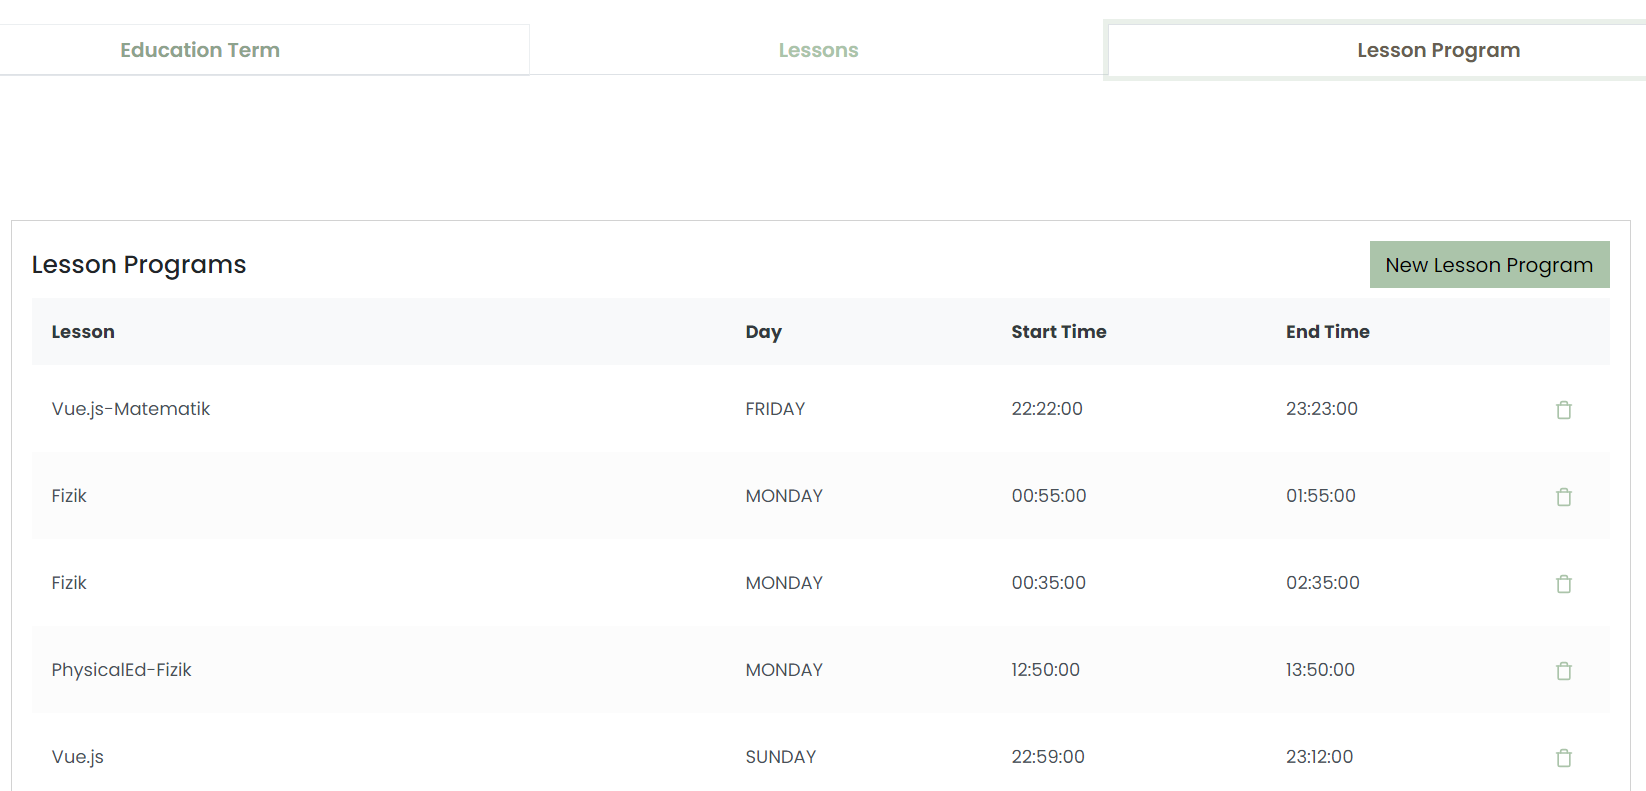 Education Term Lessons Lesson Program
Lesson Programs New Lesson Program
Lesson Day Start Time End Time
Vue.js-Matematik FRIDAY 22:22:00 23:23:00
Fizik MONDAY 00:55:00 01:55:00
Fizik MONDAY 00:35:00 02:35:00
PhysicalEd-Fizik MONDAY 12:50:00 13:50:00
Vue.js SUNDAY 22:59:00 23:12:00